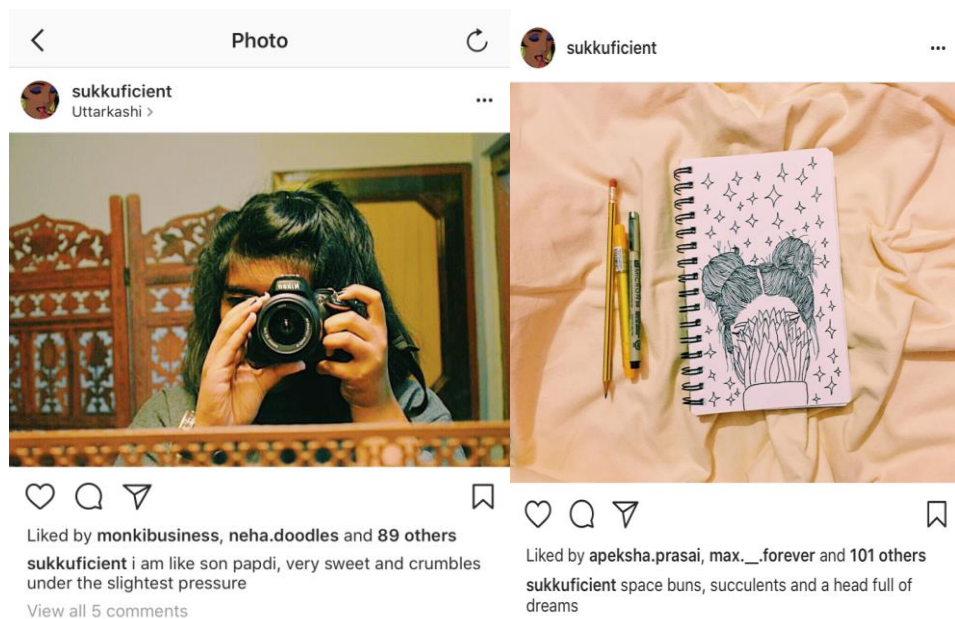 Photo
sukkuficient
Uttarkashi >
NIKON
Liked by monkibusiness, neha.doodles and 89 others
sukkuficient i am like son papdi, very sweet and crumbles
under the slightest pressure
View all 5 comments
sukkuficient
Liked by apeksha.prasai, max.__.forever and 101 others
sukkuficient space buns, succulents and a head full of
dreams